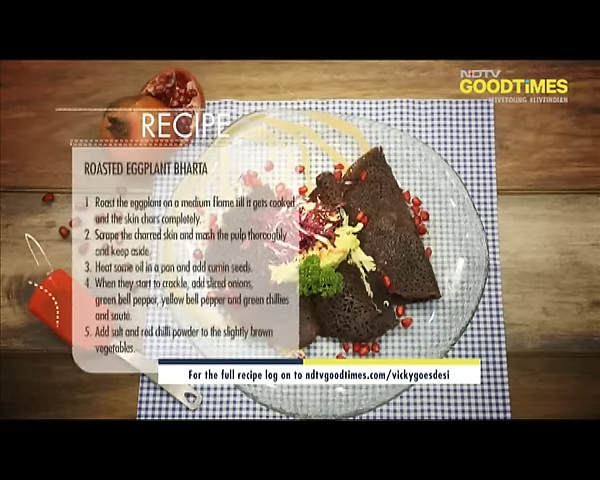 NDTV
GOODTiMES
#LIVEYOUNG #LIVEINDIAN
RECIPE
ROASTED EGGPLANT BHARTA
1. Roast the eggplant on a medium flame till it gets cooked
and the skin chars completely.
2. Scrape the charred skin and mash the pulp thoroughly
and keep aside.
3. Heat some oil in a pan and add cumin seeds.
4. When they start to crackle, add sliced onions,
green bell pepper, yellow bell pepper and green chillies
and sauté.
5. Add salt and red chilli powder to the slightly brown
vegetables.
For the full recipe log on to ndtvgoodtimes.com/vickygoesdesi